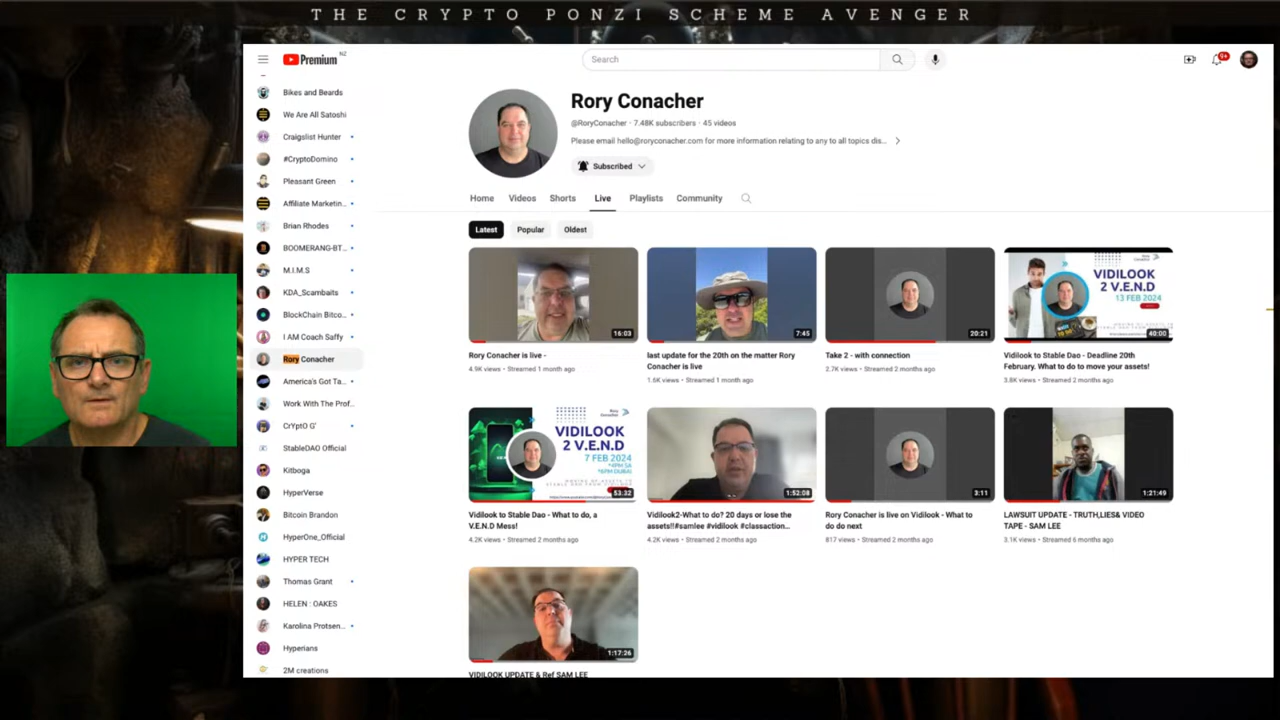 THE CRYPTO PONZI SCHEME AVENGER
Premium NZ
Search
9+
Bikes and Beards
We Are All Satoshi
Craigslist Hunter
#CryptoDomino
Pleasant Green
Affiliate Marketin...
Brian Rhodes
BOOMERANG-BT...
M.I.M.S
KDA_Scambaits
BlockChain Bitco...
I AM Coach Saffy
Rory Conacher
America's Got Ta...
Work With The Prof...
CrYptO G'
StableDAO Official
Kitboga
HyperVerse
Bitcoin Brandon
HyperOne_Official
HYPER TECH
Thomas Grant
HELEN : OAKES
Karolina Protsen...
Hyperians
2M creations
Rory Conacher
@RoryConacher · 7.48K subscribers · 45 videos
Please email hello@roryconacher.com for more information relating to any to all topics dis...
Subscribed
Home Videos Shorts Live Playlists Community
Latest Popular Oldest
16:03
Rory Conacher is live -
4.9K views · Streamed 1 month ago
7:45
last update for the 20th on the matter Rory
Conacher is live
1.6K views · Streamed 1 month ago
20:21
Take 2 - with connection
2.7K views · Streamed 2 months ago
Rory
Conacher
VIDILOOK
2 V.E.N.D
13 FEB 2024
40:00
Vidilook to Stable Dao - Deadline 20th
February. What to do to move your assets!
3.8K views · Streamed 2 months ago
Rory
Conacher
VIDILOOK
2 V.E.N.D
7 FEB 2024
*4PM SA
*6PM DUBAI
53:32
Vidilook to Stable Dao - What to do, a
V.E.N.D Mess!
4.2K views · Streamed 2 months ago
1:52:08
Vidilook2-What to do? 20 days or lose the
assets!!#samlee #vidilook #classaction...
4.2K views · Streamed 2 months ago
3:11
Rory Conacher is live on Vidilook - What to
do do next
817 views · Streamed 2 months ago
1:21:49
LAWSUIT UPDATE - TRUTH,LIES& VIDEO
TAPE - SAM LEE
3.1K views · Streamed 6 months ago
1:17:26
VIDILOOK UPDATE & Ref SAM LEE